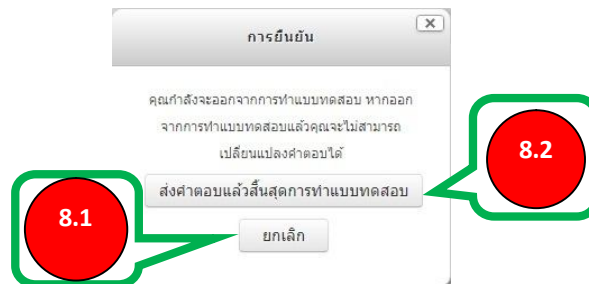 การยืนยัน
คุณกำลังจะออกจากการทำแบบทดสอบ หากออก
จากการทำแบบทดสอบแล้วคุณจะไม่สามารถ
เปลี่ยนแปลงคำตอบได้
8.2
ส่งคำตอบแล้วสิ้นสุดการทำแบบทดสอบ
8.1
ยกเลิก